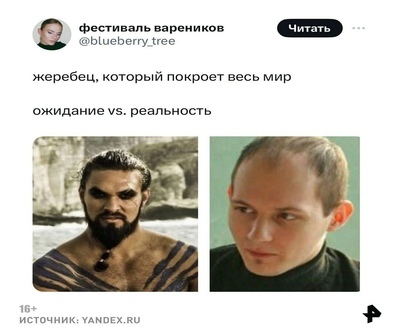 фестиваль вареников
Читать
@blueberry_tree
жеребец, который покроет весь мир
ожидание vs. реальность
16+
ИСТОЧНИК: YANDEX.RU